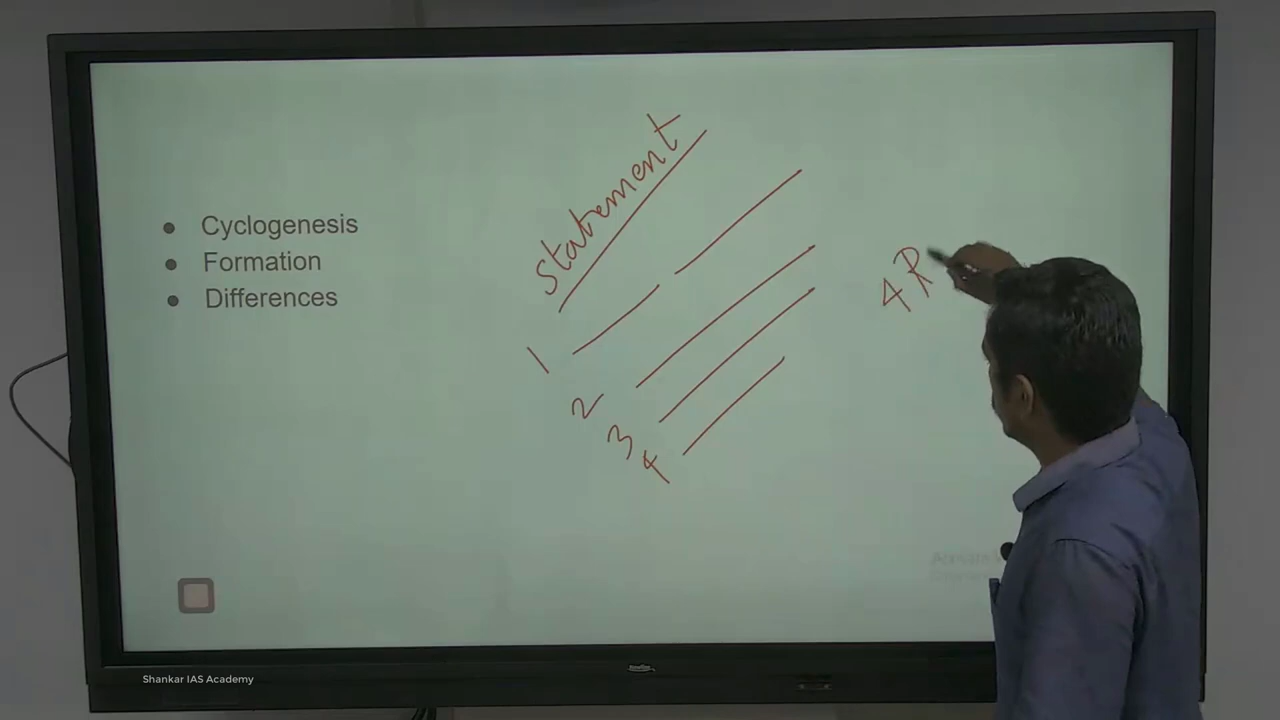 Cyclogenesis
Formation
Differences
Statement
1
2
3
4
4R
Shankar IAS Academy